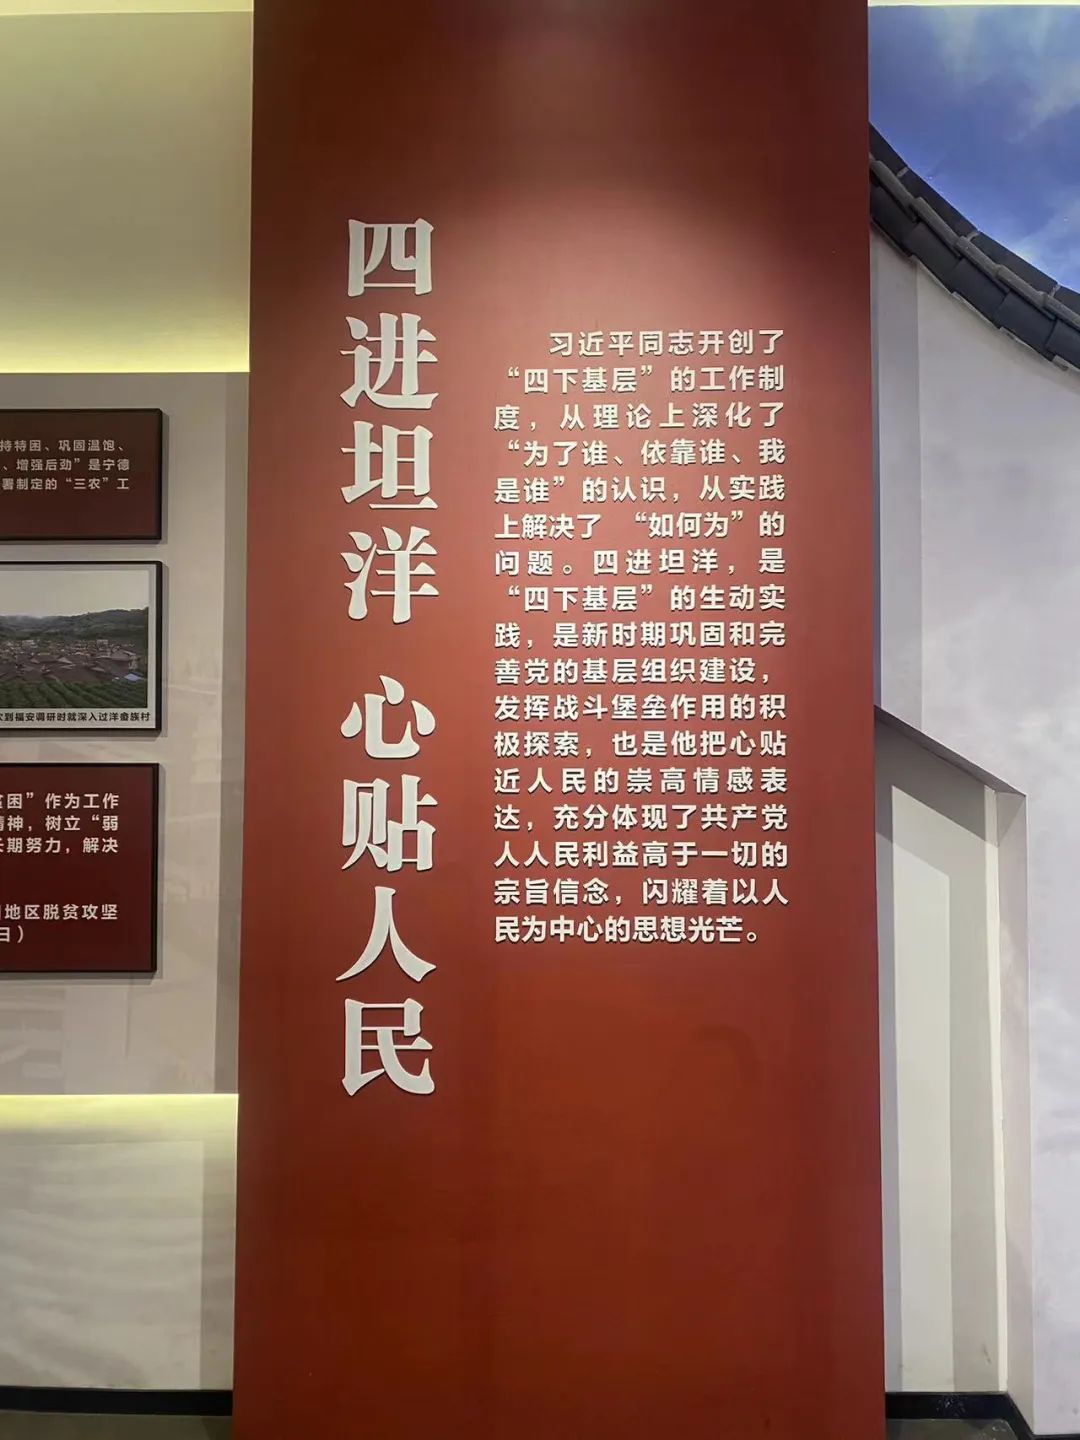 四进坦洋 心贴人民
习近平同志开创了
“四下基层”的工作制
度，从理论上深化了
“为了谁、依靠谁、我
是谁”的认识，从实践
上解决了 “如何为”的
问题。四进坦洋，是
“四下基层”的生动实
践，是新时期巩固和完
善党的基层组织建设，
发挥战斗堡垒作用的积
极探索，也是他把心贴
近人民的崇高情感表
达，充分体现了共产党
人人民利益高于一切的
宗旨信念，闪耀着以人
民为中心的思想光芒。
持特困、巩固温饱、
、增强后劲”是宁德
署制定的“三农”工
次到福安调研时就深入过洋畲族村
贫困”作为工作
精神，树立“弱
长期努力，解决
地区脱贫攻坚
日）